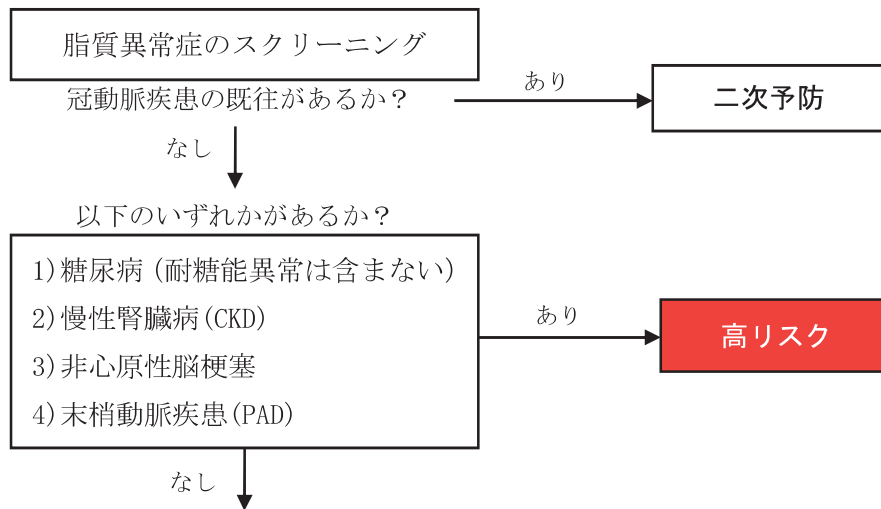 脂質異常症のスクリーニング
冠動脈疾患の既往があるか？
あり
二次予防
なし
以下のいずれかがあるか？
1)糖尿病(耐糖能異常は含まない)
2)慢性腎臓病(CKD)
3)非心原性脳梗塞
4)末梢動脈疾患(PAD)
あり
高リスク
なし